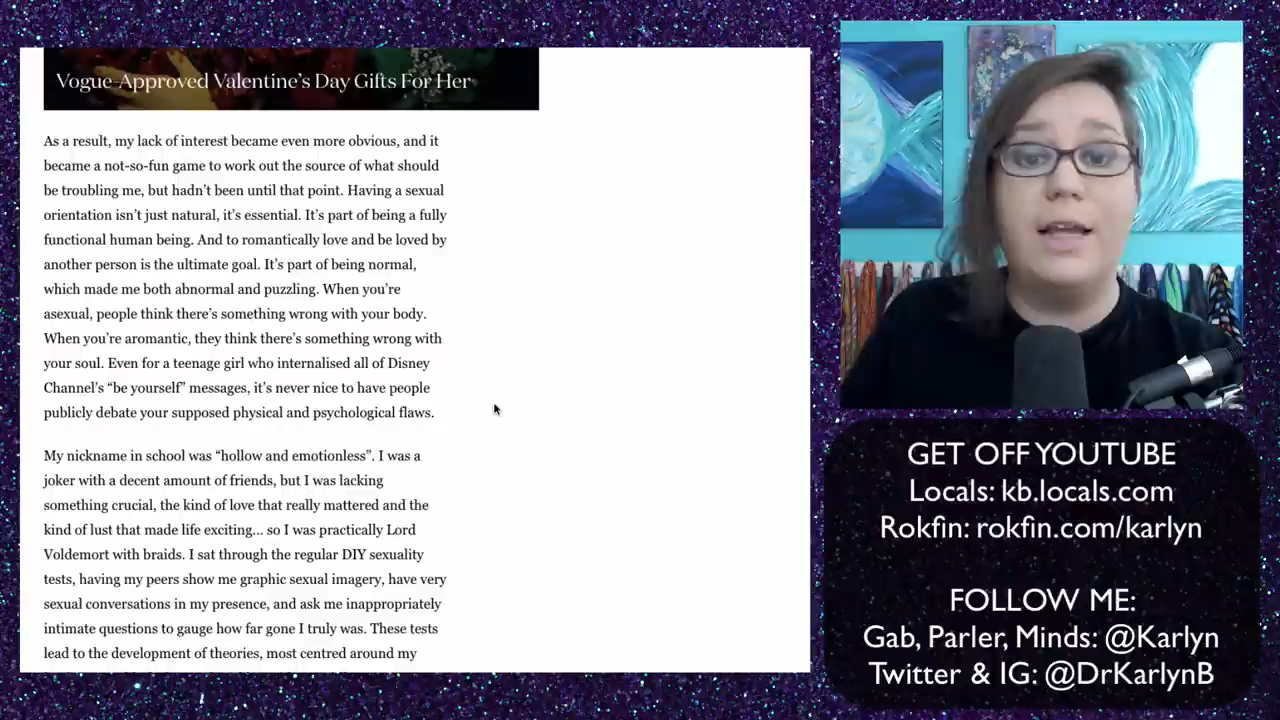 Vogue-Approved Valentine’s Day Gifts For Her
As a result, my lack of interest became even more obvious, and it
became a not-so-fun game to work out the source of what should
be troubling me, but hadn’t been until that point. Having a sexual
orientation isn’t just natural, it’s essential. It’s part of being a fully
functional human being. And to romantically love and be loved by
another person is the ultimate goal. It’s part of being normal,
which made me both abnormal and puzzling. When you’re
asexual, people think there’s something wrong with your body.
When you’re aromantic, they think there’s something wrong with
your soul. Even for a teenage girl who internalised all of Disney
Channel’s “be yourself” messages, it’s never nice to have people
publicly debate your supposed physical and psychological flaws.
My nickname in school was “hollow and emotionless”. I was a
joker with a decent amount of friends, but I was lacking
something crucial, the kind of love that really mattered and the
kind of lust that made life exciting... so I was practically Lord
Voldemort with braids. I sat through the regular DIY sexuality
tests, having my peers show me graphic sexual imagery, have very
sexual conversations in my presence, and ask me inappropriately
intimate questions to gauge how far gone I truly was. These tests
lead to the development of theories, most centred around my
GET OFF YOUTUBE
Locals: kb.locals.com
Rokfin: rokfin.com/karlyn
FOLLOW ME:
Gab, Parler, Minds: @Karlyn
Twitter & IG: @DrKarlynB